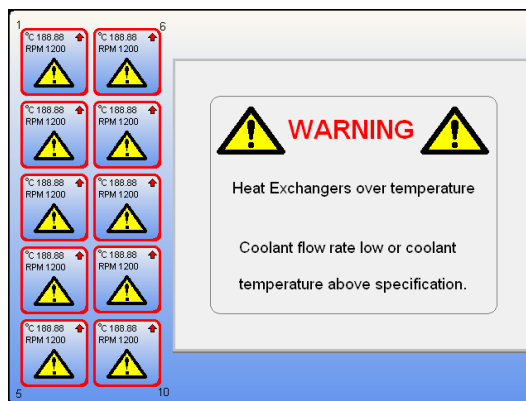 1
6
°C 188.88
RPM 1200
°C 188.88
RPM 1200
°C 188.88
RPM 1200
°C 188.88
RPM 1200
°C 188.88
RPM 1200
°C 188.88
RPM 1200
°C 188.88
RPM 1200
°C 188.88
RPM 1200
°C 188.88
RPM 1200
°C 188.88
RPM 1200
5
10
WARNING
Heat Exchangers over temperature
Coolant flow rate low or coolant
temperature above specification.